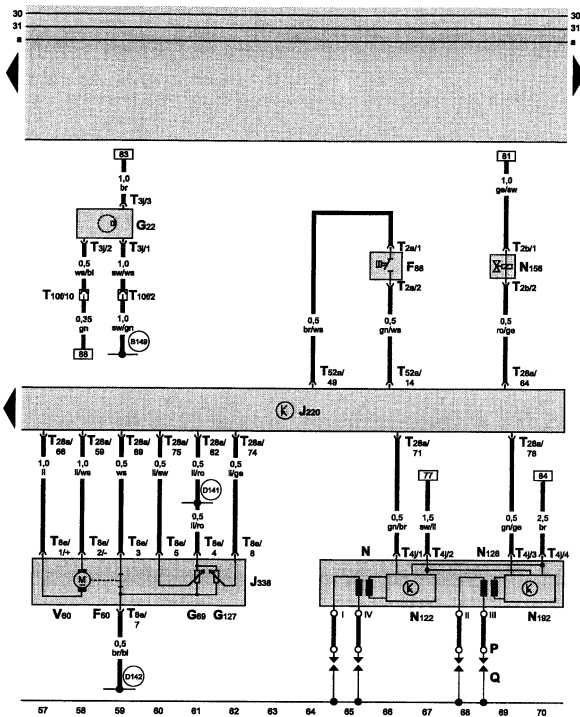 30 30
31 31
a a
83 81
1,0 br 1,0 ge/sw
T3j/3
G22
T3j/2 T3j/1
0,5 ws/bl 1,0 sw/ws
T10f/10 T10f/2
0,35 gn 1,0 sw/gn
88 B149
T2a/1 T2b/1
F88 N156
T2a/2 T2b/2
0,5 br/ws 0,5 gn/ws 0,5 ro/ge
T52a/49 T52a/14 T28a/64
J220
T28a/66 T28a/59 T28a/69 T28a/75 T28a/62 T28a/74 T28a/71 T28a/78
1,0 li 1,0 li/ws 0,5 ws 0,5 li/sw 0,5 li/ro 0,5 li/ge
77 84
D141
0,5 li/ro
0,5 gn/br 1,5 sw/li 0,5 gn/ge 2,5 br
T8e/1/+ T8e/2/- T8e/3 T8e/5 T8e/4 T8e/8
N T4j/1 T4j/2 N128 T4j/3 T4j/4
M J338
V60 F60 T8e/7 G69 G127
N122 N192
I IV II III
0,5 br/bl
P
D142 Q
57 58 59 60 61 62 63 64 65 66 67 68 69 70